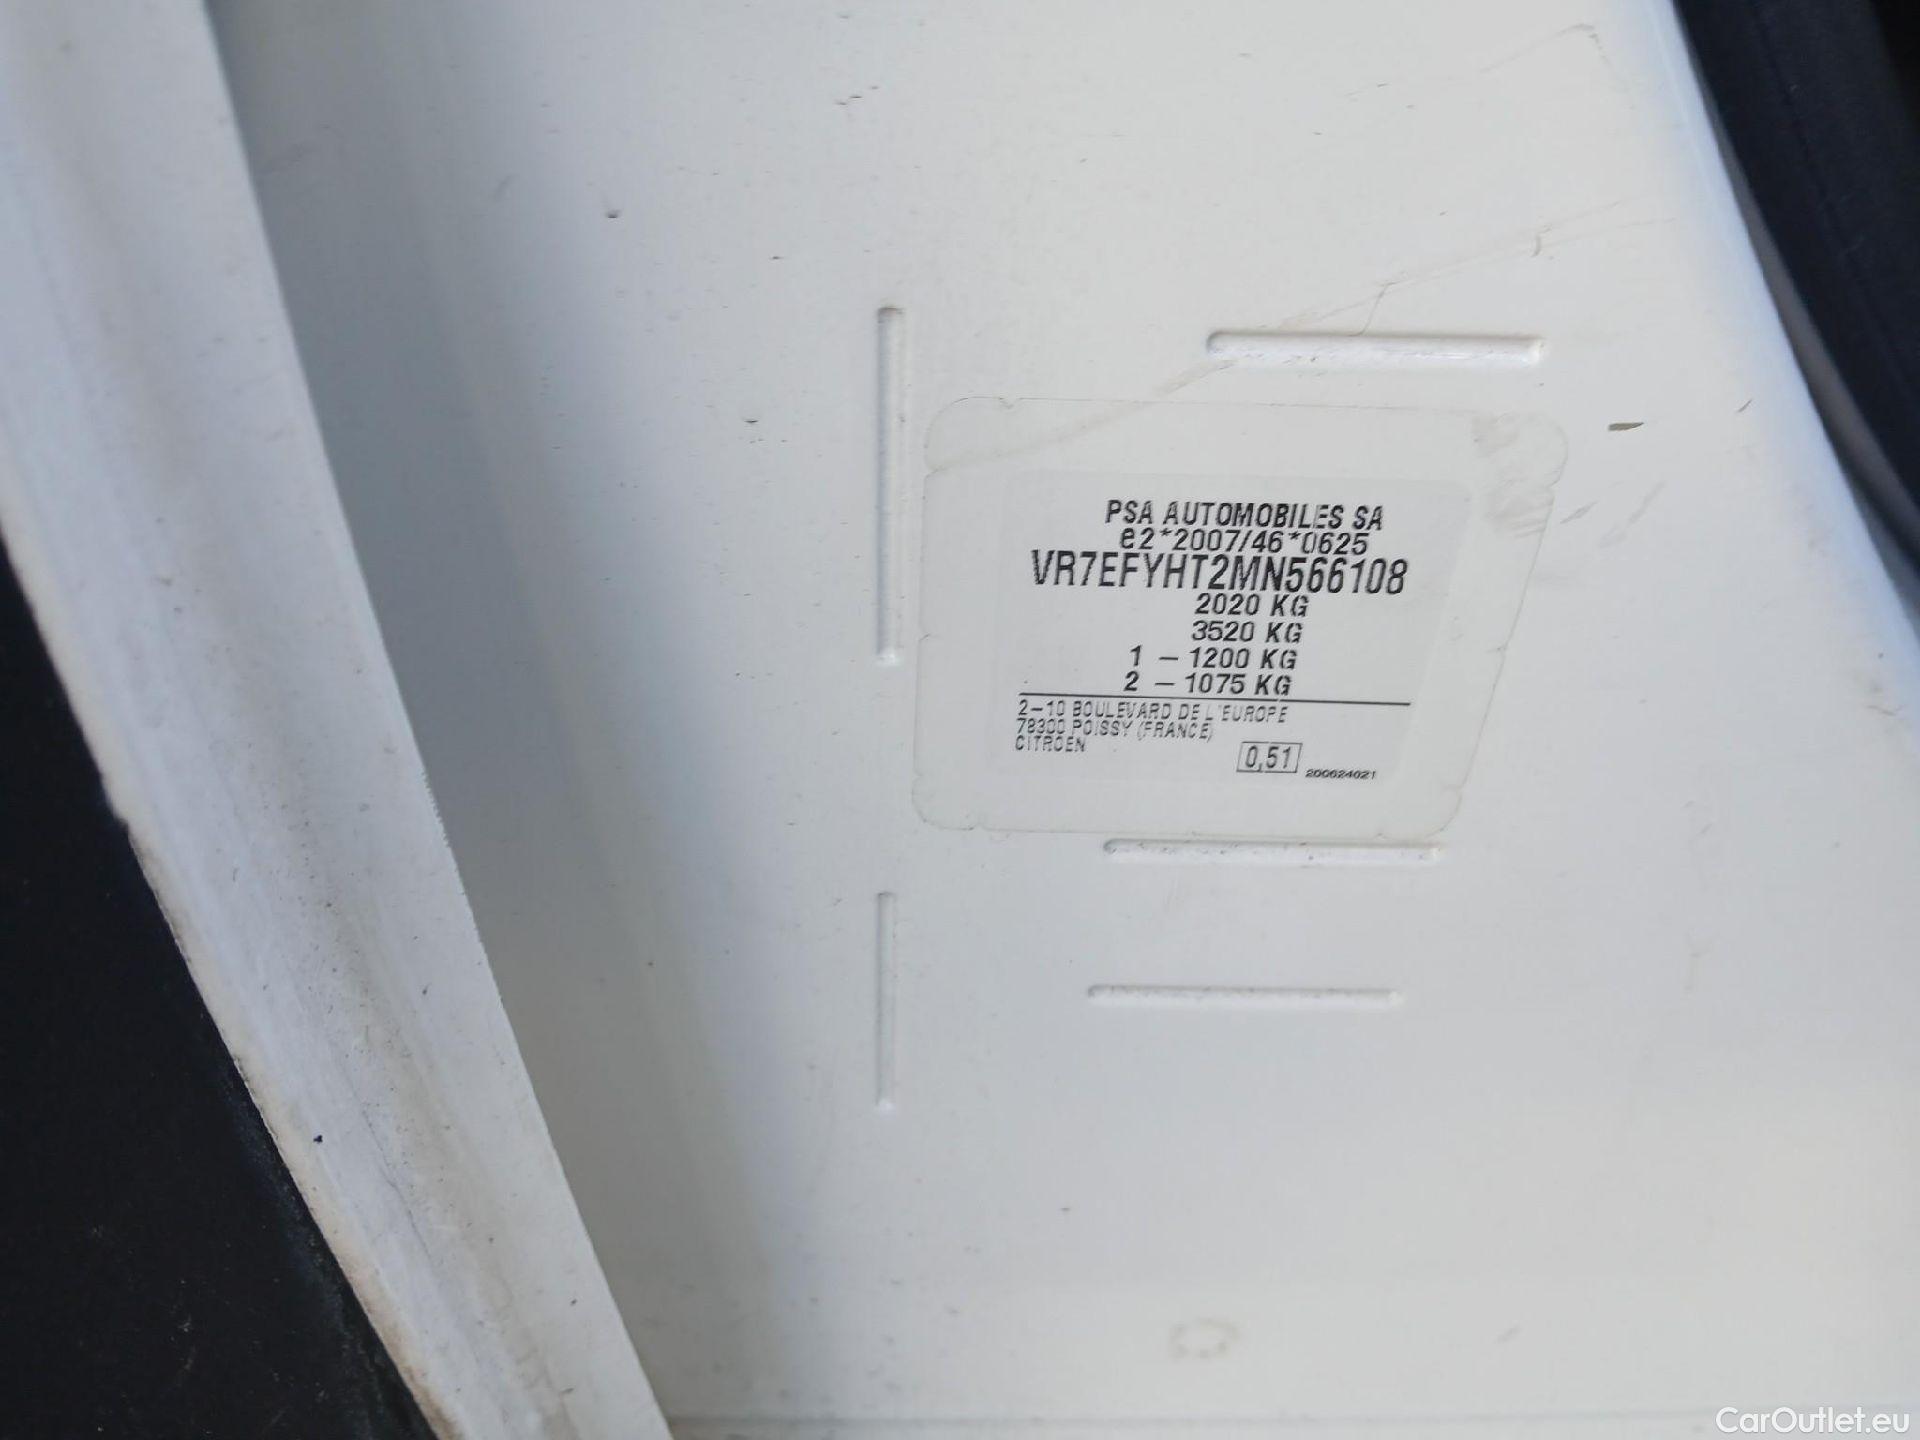 PSA AUTOMOBILES SA
e2*2007/46*0625
VR7EFYHT2MN566108
2020 KG
3520 KG
1 - 1200 KG
2 - 1075 KG
2-10 BOULEVARD DE L'EUROPE
78300 POISSY (FRANCE)
CITROEN
0,51
200624021
CarOutlet.eu